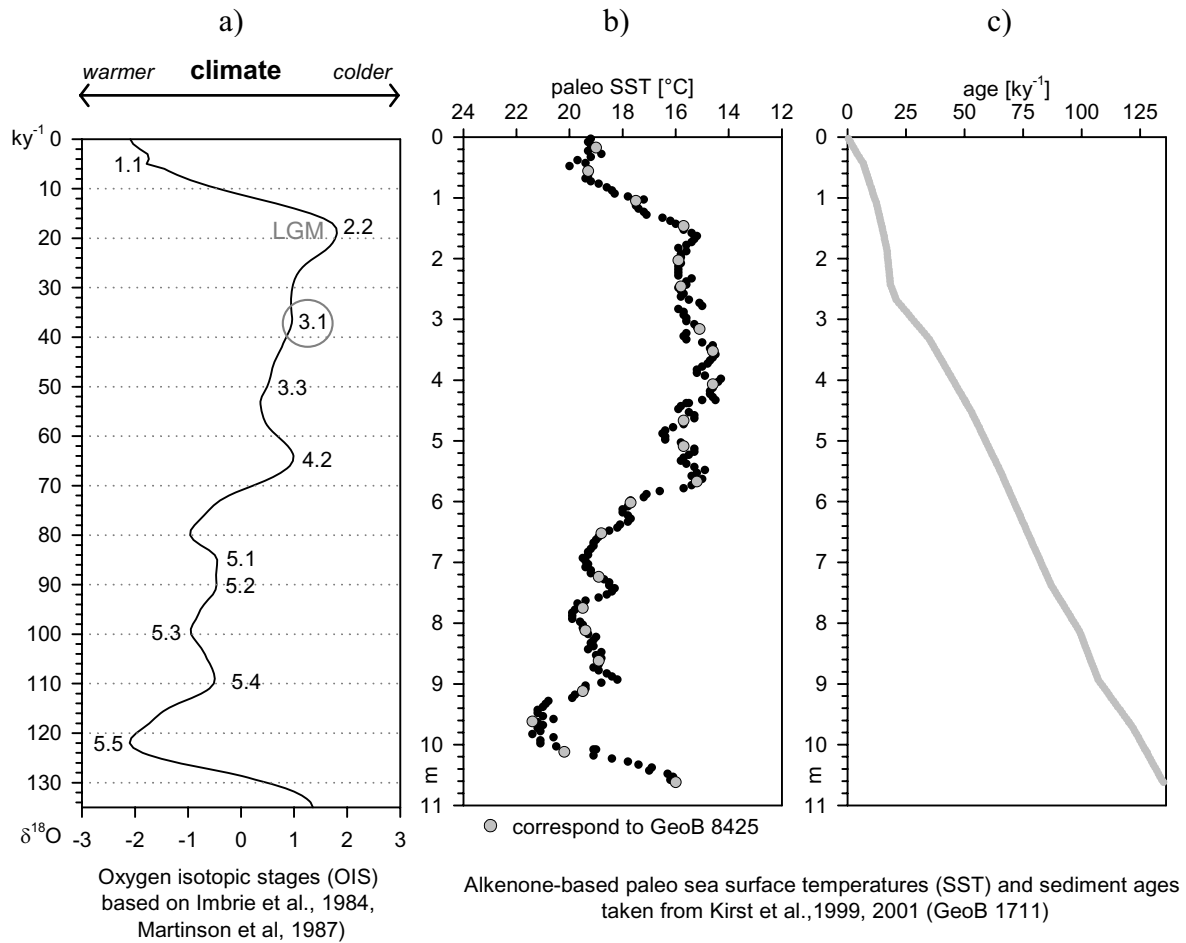 a)
b)
c)
warmer climate colder
paleo SST [°C]
age [ky⁻¹]
24 22 20 18 16 14 12
0 25 50 75 100 125
ky⁻¹
0
10
20
30
40
50
60
70
80
90
100
110
120
130
1.1
LGM
2.2
3.1
3.3
4.2
5.1
5.2
5.3
5.4
5.5
δ¹⁸O -3 -2 -1 0 1 2 3
0
1
2
3
4
5
6
7
8
9
10
m
11
0
1
2
3
4
5
6
7
8
9
10
m
11
correspond to GeoB 8425
Oxygen isotopic stages (OIS)
based on Imbrie et al., 1984,
Martinson et al, 1987)
Alkenone-based paleo sea surface temperatures (SST) and sediment ages
taken from Kirst et al.,1999, 2001 (GeoB 1711)